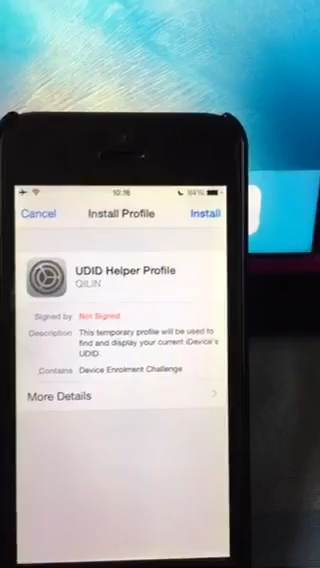 10:16
84%
Cancel
Install Profile
Install
UDID Helper Profile
QILIN
Signed by Not Signed
Description This temporary profile will be used to
find and display your current iDevice's
UDID.
Contains Device Enrolment Challenge
More Details